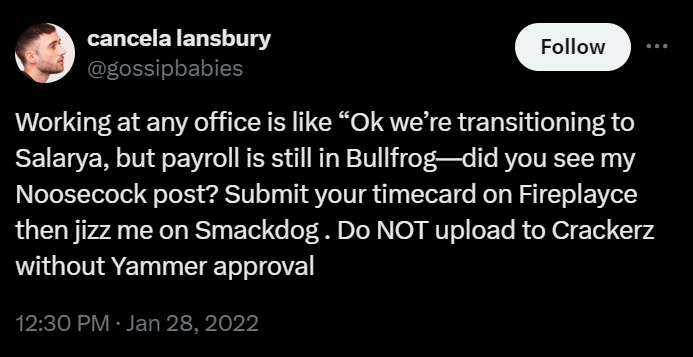 cancela lansbury
@gossipbabies
Follow
Working at any office is like “Ok we’re transitioning to
Salarya, but payroll is still in Bullfrog—did you see my
Noosecock post? Submit your timecard on Fireplayce
then jizz me on Smackdog . Do NOT upload to Crackerz
without Yammer approval
12:30 PM · Jan 28, 2022